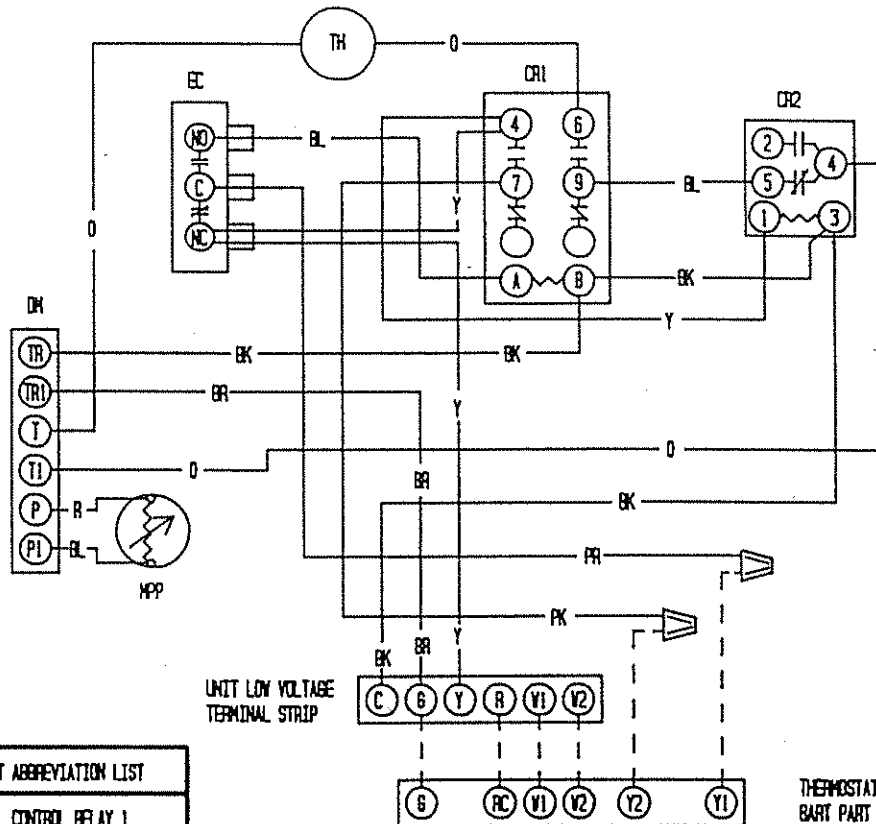 TH
O
O
EC
CR1
CR2
NO
BL
4
6
2
4
C
7
9
BL
5
Y
NC
1
3
O
A
B
BK
DM
Y
TR
BK
BK
TR1
BR
Y
T
T1
O
O
BR
P
R
BK
P1
BL
PR
MPP
PK
BR
Y
BK
UNIT LOW VOLTAGE
TERMINAL STRIP
C
G
Y
R
W1
W2
T ABBREVIATION LIST
CONTROL RELAY 1
G
RC
W1
W2
Y2
Y1
THERMOSTAT
BART PART